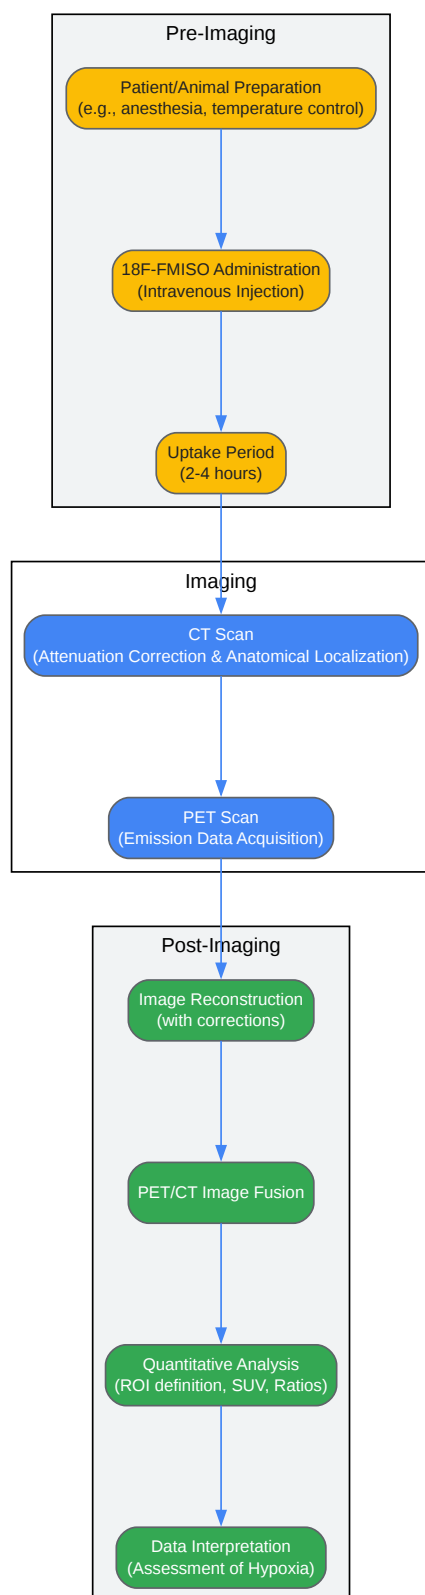 Pre-Imaging
Patient/Animal Preparation
(e.g., anesthesia, temperature control)
18F-FMISO Administration
(Intravenous Injection)
Uptake Period
(2-4 hours)
Imaging
CT Scan
(Attenuation Correction & Anatomical Localization)
PET Scan
(Emission Data Acquisition)
Post-Imaging
Image Reconstruction
(with corrections)
PET/CT Image Fusion
Quantitative Analysis
(ROI definition, SUV, Ratios)
Data Interpretation
(Assessment of Hypoxia)